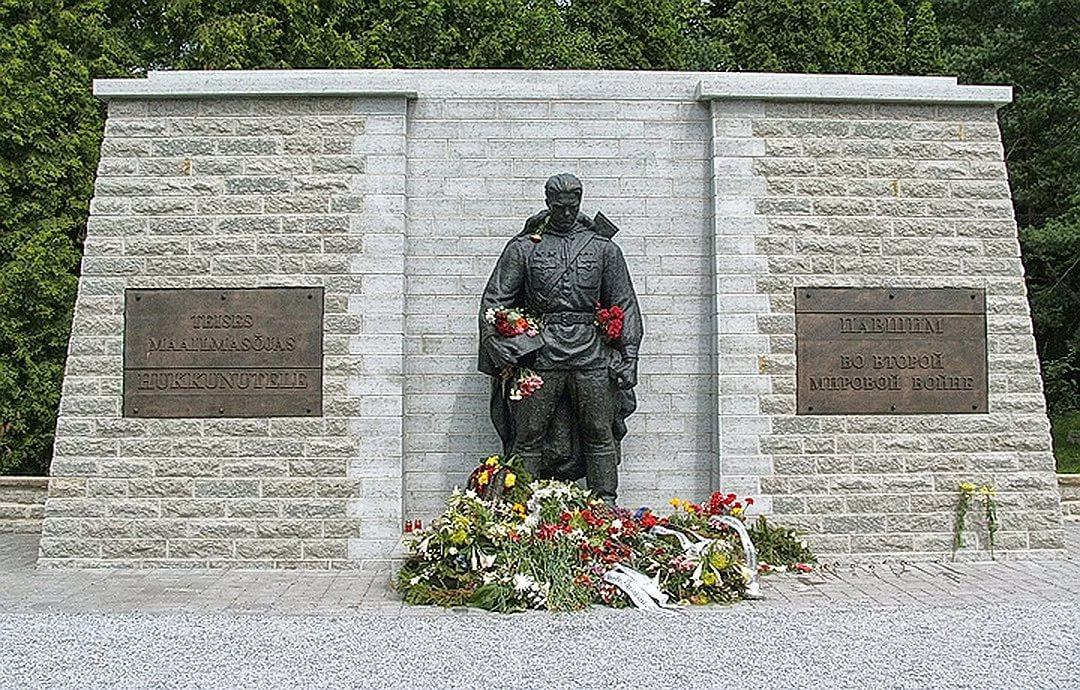 TEISES
MAAILMASÕJAS
HUKKUNUTELE
ПАВШИМ
ВО ВТОРОЙ
МИРОВОЙ ВОЙНЕ